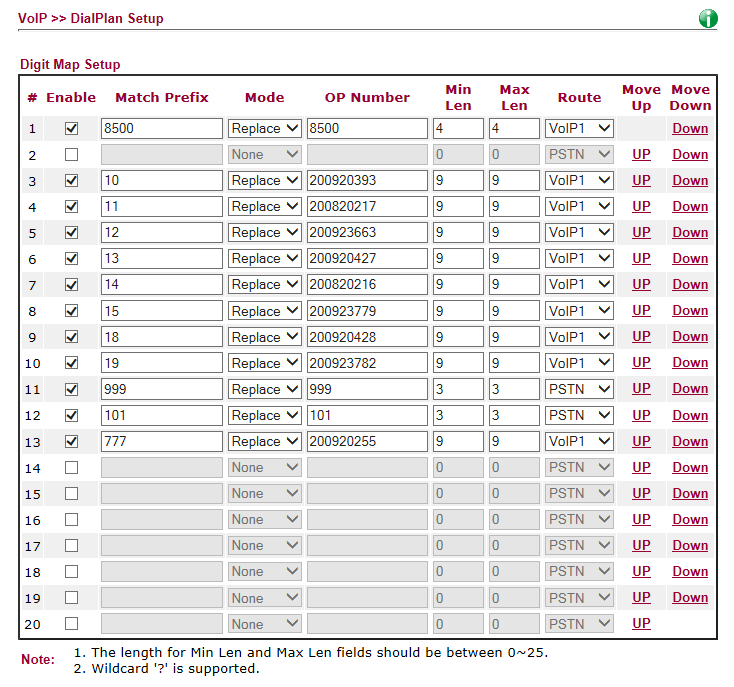 VoIP >> DialPlan Setup
Digit Map Setup
# Enable Match Prefix Mode OP Number Min Len Max Len Route Move Up Move Down
1 8500 Replace 8500 4 4 VoIP1 Down
2 None 0 0 PSTN UP Down
3 10 Replace 200920393 9 9 VoIP1 UP Down
4 11 Replace 200820217 9 9 VoIP1 UP Down
5 12 Replace 200923663 9 9 VoIP1 UP Down
6 13 Replace 200920427 9 9 VoIP1 UP Down
7 14 Replace 200820216 9 9 VoIP1 UP Down
8 15 Replace 200923779 9 9 VoIP1 UP Down
9 18 Replace 200920428 9 9 VoIP1 UP Down
10 19 Replace 200923782 9 9 VoIP1 UP Down
11 999 Replace 999 3 3 PSTN UP Down
12 101 Replace 101 3 3 PSTN UP Down
13 777 Replace 200920255 9 9 VoIP1 UP Down
14 None 0 0 PSTN UP Down
15 None 0 0 PSTN UP Down
16 None 0 0 PSTN UP Down
17 None 0 0 PSTN UP Down
18 None 0 0 PSTN UP Down
19 None 0 0 PSTN UP Down
20 None 0 0 PSTN UP
Note: 1. The length for Min Len and Max Len fields should be between 0~25.
2. Wildcard '?' is supported.